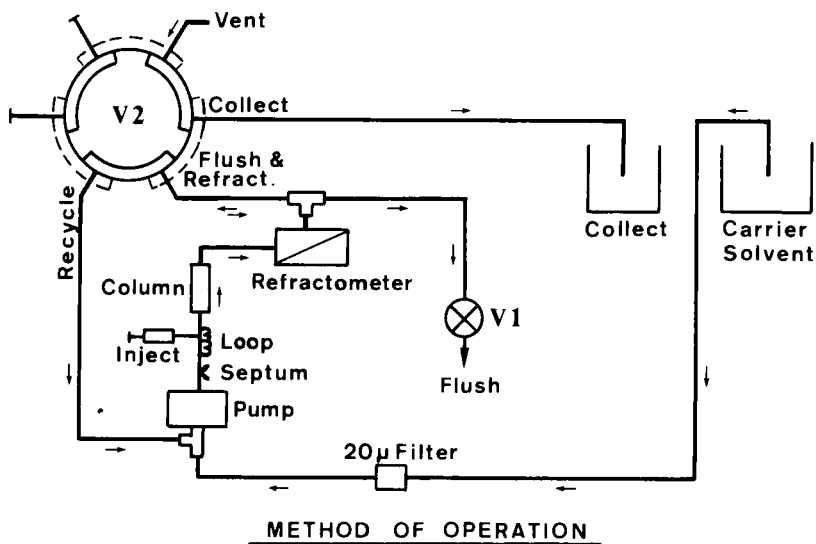 Vent
V2
Collect
Flush &
Refract.
Recycle
Collect
Carrier
Solvent
Refractometer
Column
V1
Inject
Loop
Septum
Flush
Pump
20µ Filter
METHOD OF OPERATION